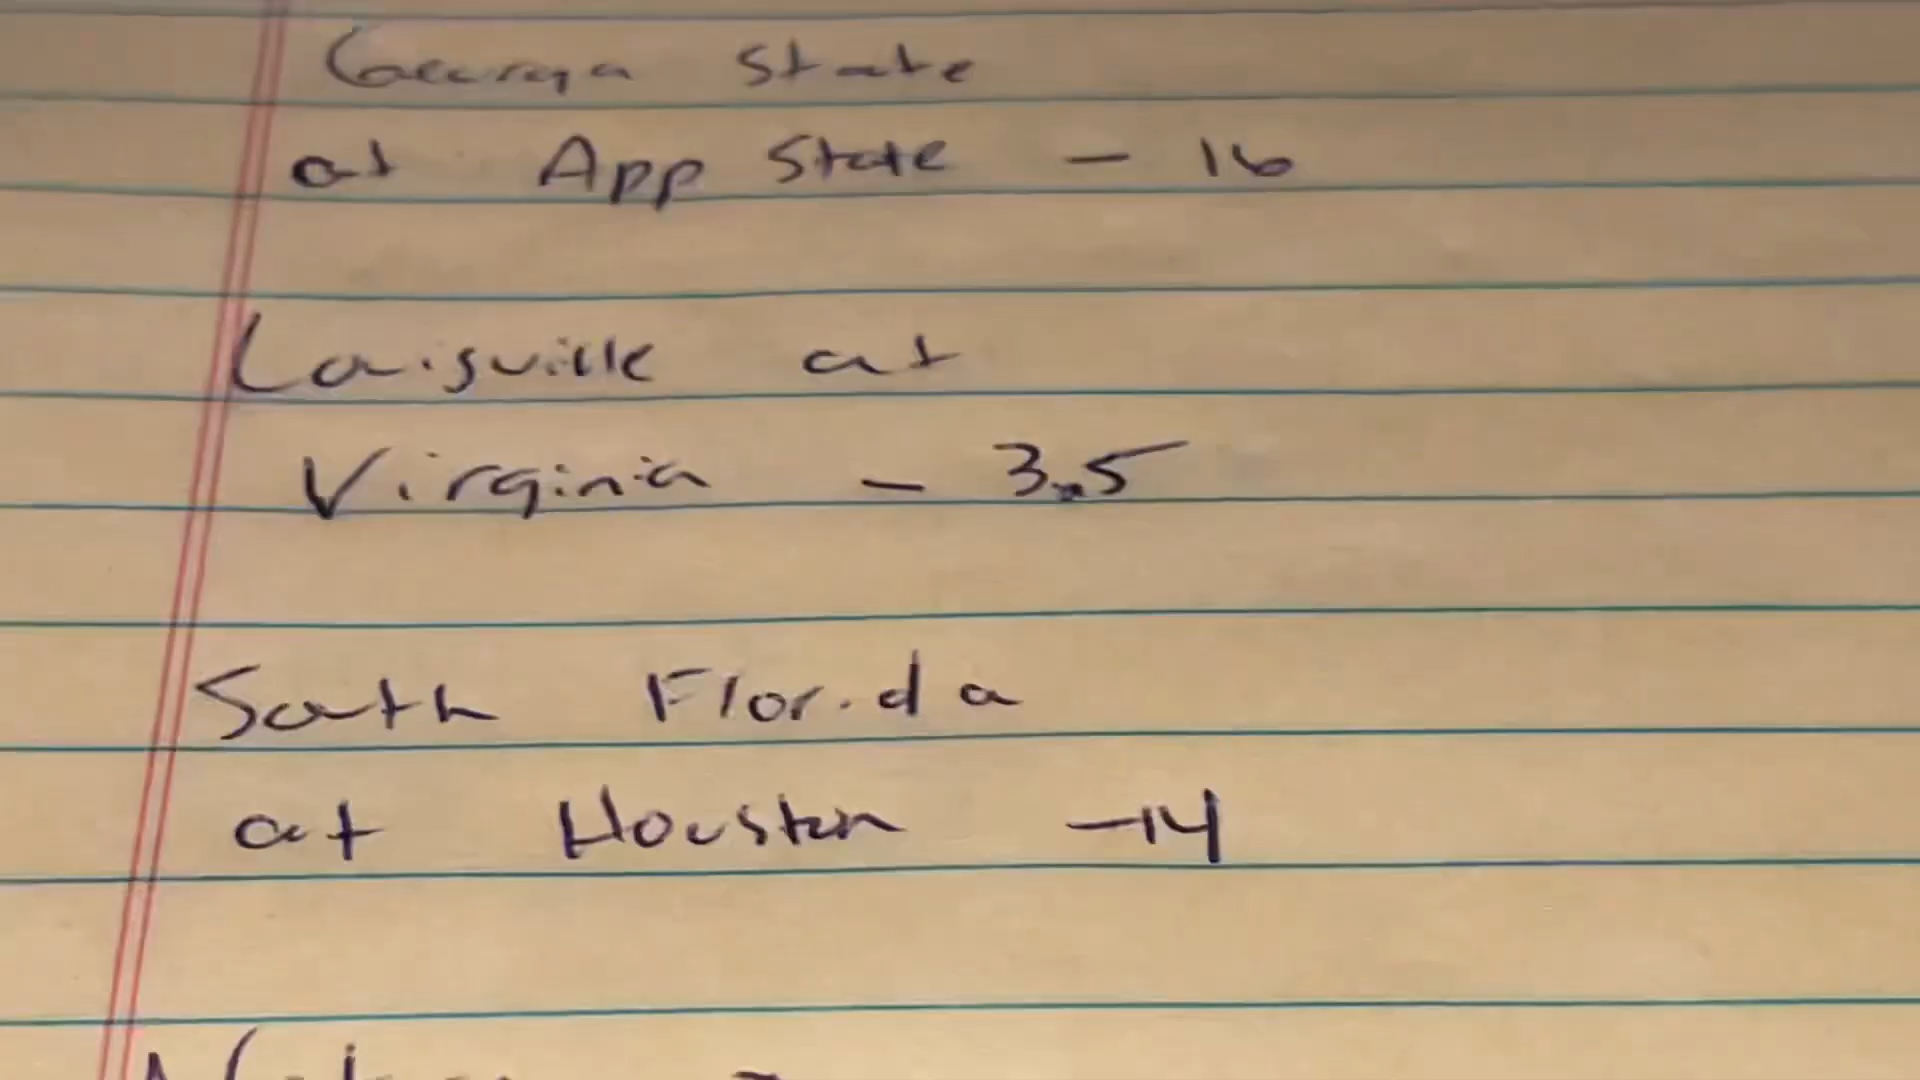 Georgia State
at App State - 16
Louisville at
Virginia - 3.5
South Florida
at Houston -14